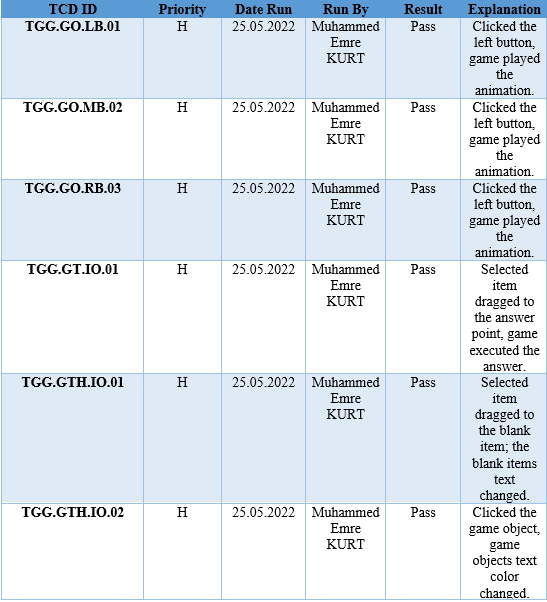 TCD ID Priority Date Run Run By Result Explanation
TGG.GO.LB.01 H 25.05.2022 Muhammed Pass Clicked the
Emre left button,
KURT game played
the
animation.
TGG.GO.MB.02 H 25.05.2022 Muhammed Pass Clicked the
Emre left button,
KURT game played
the
animation.
TGG.GO.RB.03 H 25.05.2022 Muhammed Pass Clicked the
Emre left button,
KURT game played
the
animation.
TGG.GT.IO.01 H 25.05.2022 Muhammed Pass Selected
Emre item
KURT dragged to
the answer
point, game
executed the
answer.
TGG.GTH.IO.01 H 25.05.2022 Muhammed Pass Selected
Emre item
KURT dragged to
the blank
item; the
blank items
text
changed.
TGG.GTH.IO.02 H 25.05.2022 Muhammed Pass Clicked the
Emre game object,
KURT game
objects text
color
changed.